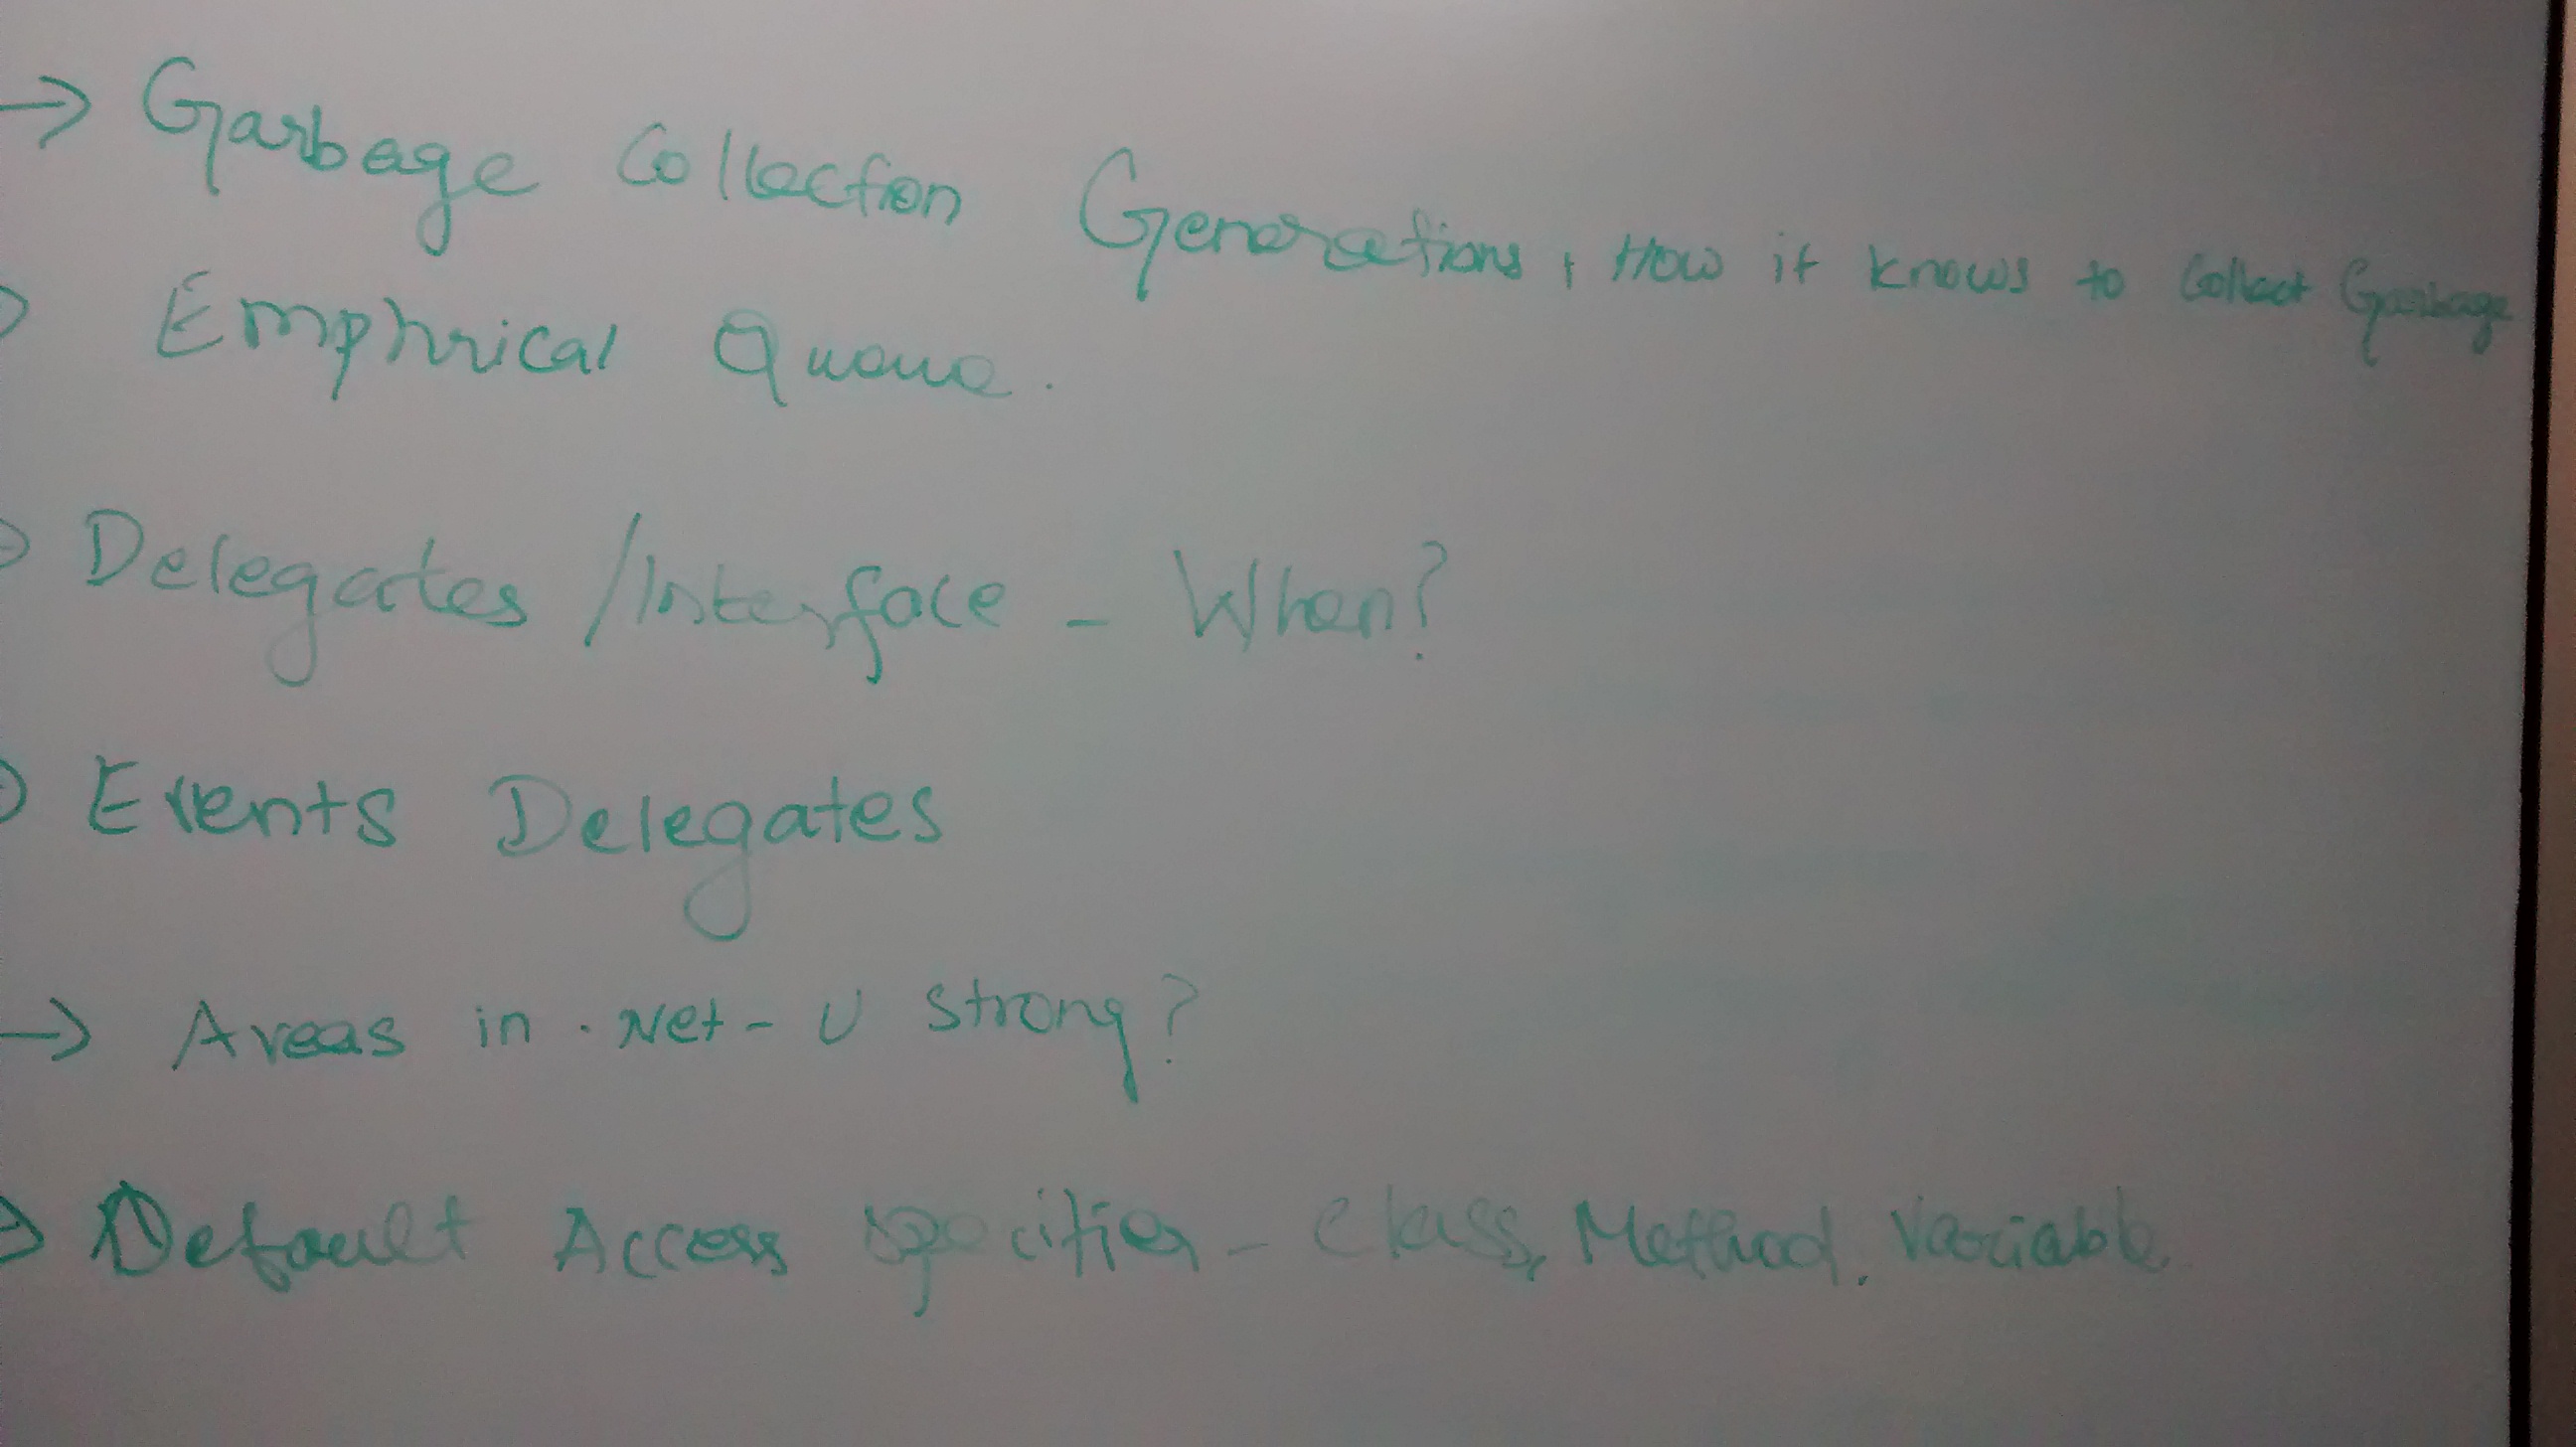 → Garbage Collection Generations, How it knows to Collect Garbage
→ Emphrical Queue.
→ Delegates /Interface - When?
→ Events Delegates
→ Areas in .Net - U strong?
→ Default Access specifier - class, Method, Variable